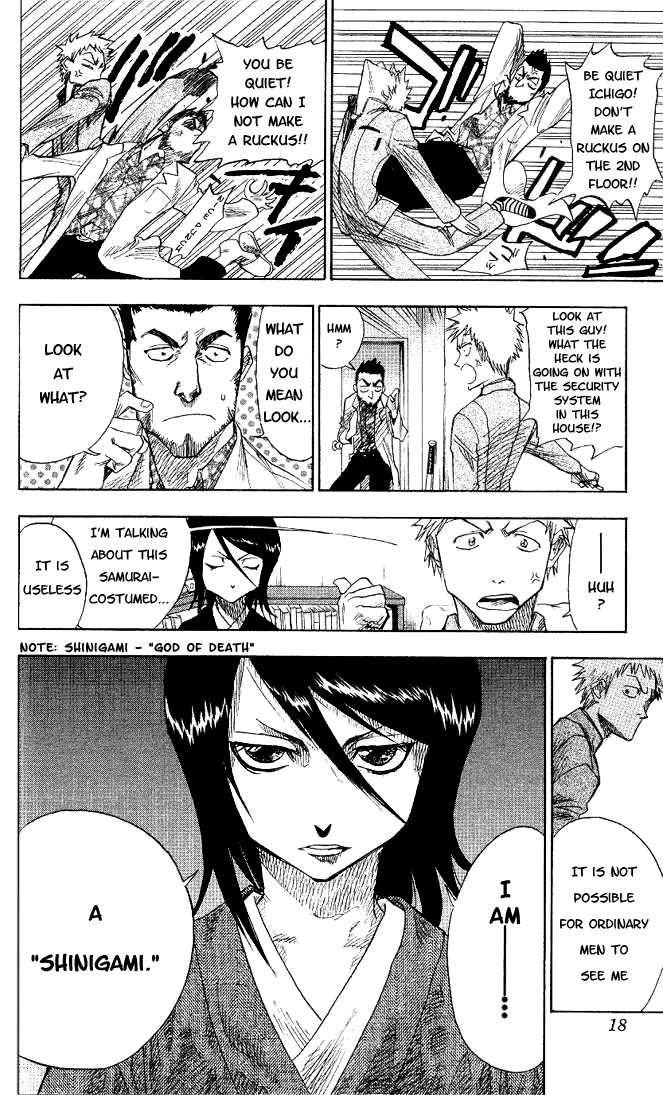 BE QUIET
ICHIGO!
DON'T
MAKE A
RUCKUS ON
THE 2ND
FLOOR!!
YOU BE
QUIET!
HOW CAN I
NOT MAKE
A RUCKUS!!
LOOK AT
THIS GUY!
WHAT THE
HECK IS
GOING ON WITH
THE SECURITY
SYSTEM
IN THIS
HOUSE!?
HMM
?
WHAT
DO
YOU
MEAN
LOOK...
LOOK
AT
WHAT?
HUH
?
I'M TALKING
ABOUT THIS
SAMURAI-
COSTUMED...
IT IS
USELESS
NOTE: SHINIGAMI - "GOD OF DEATH"
IT IS NOT
POSSIBLE
FOR ORDINARY
MEN TO
SEE ME
I
AM
...
A
"SHINIGAMI."
18